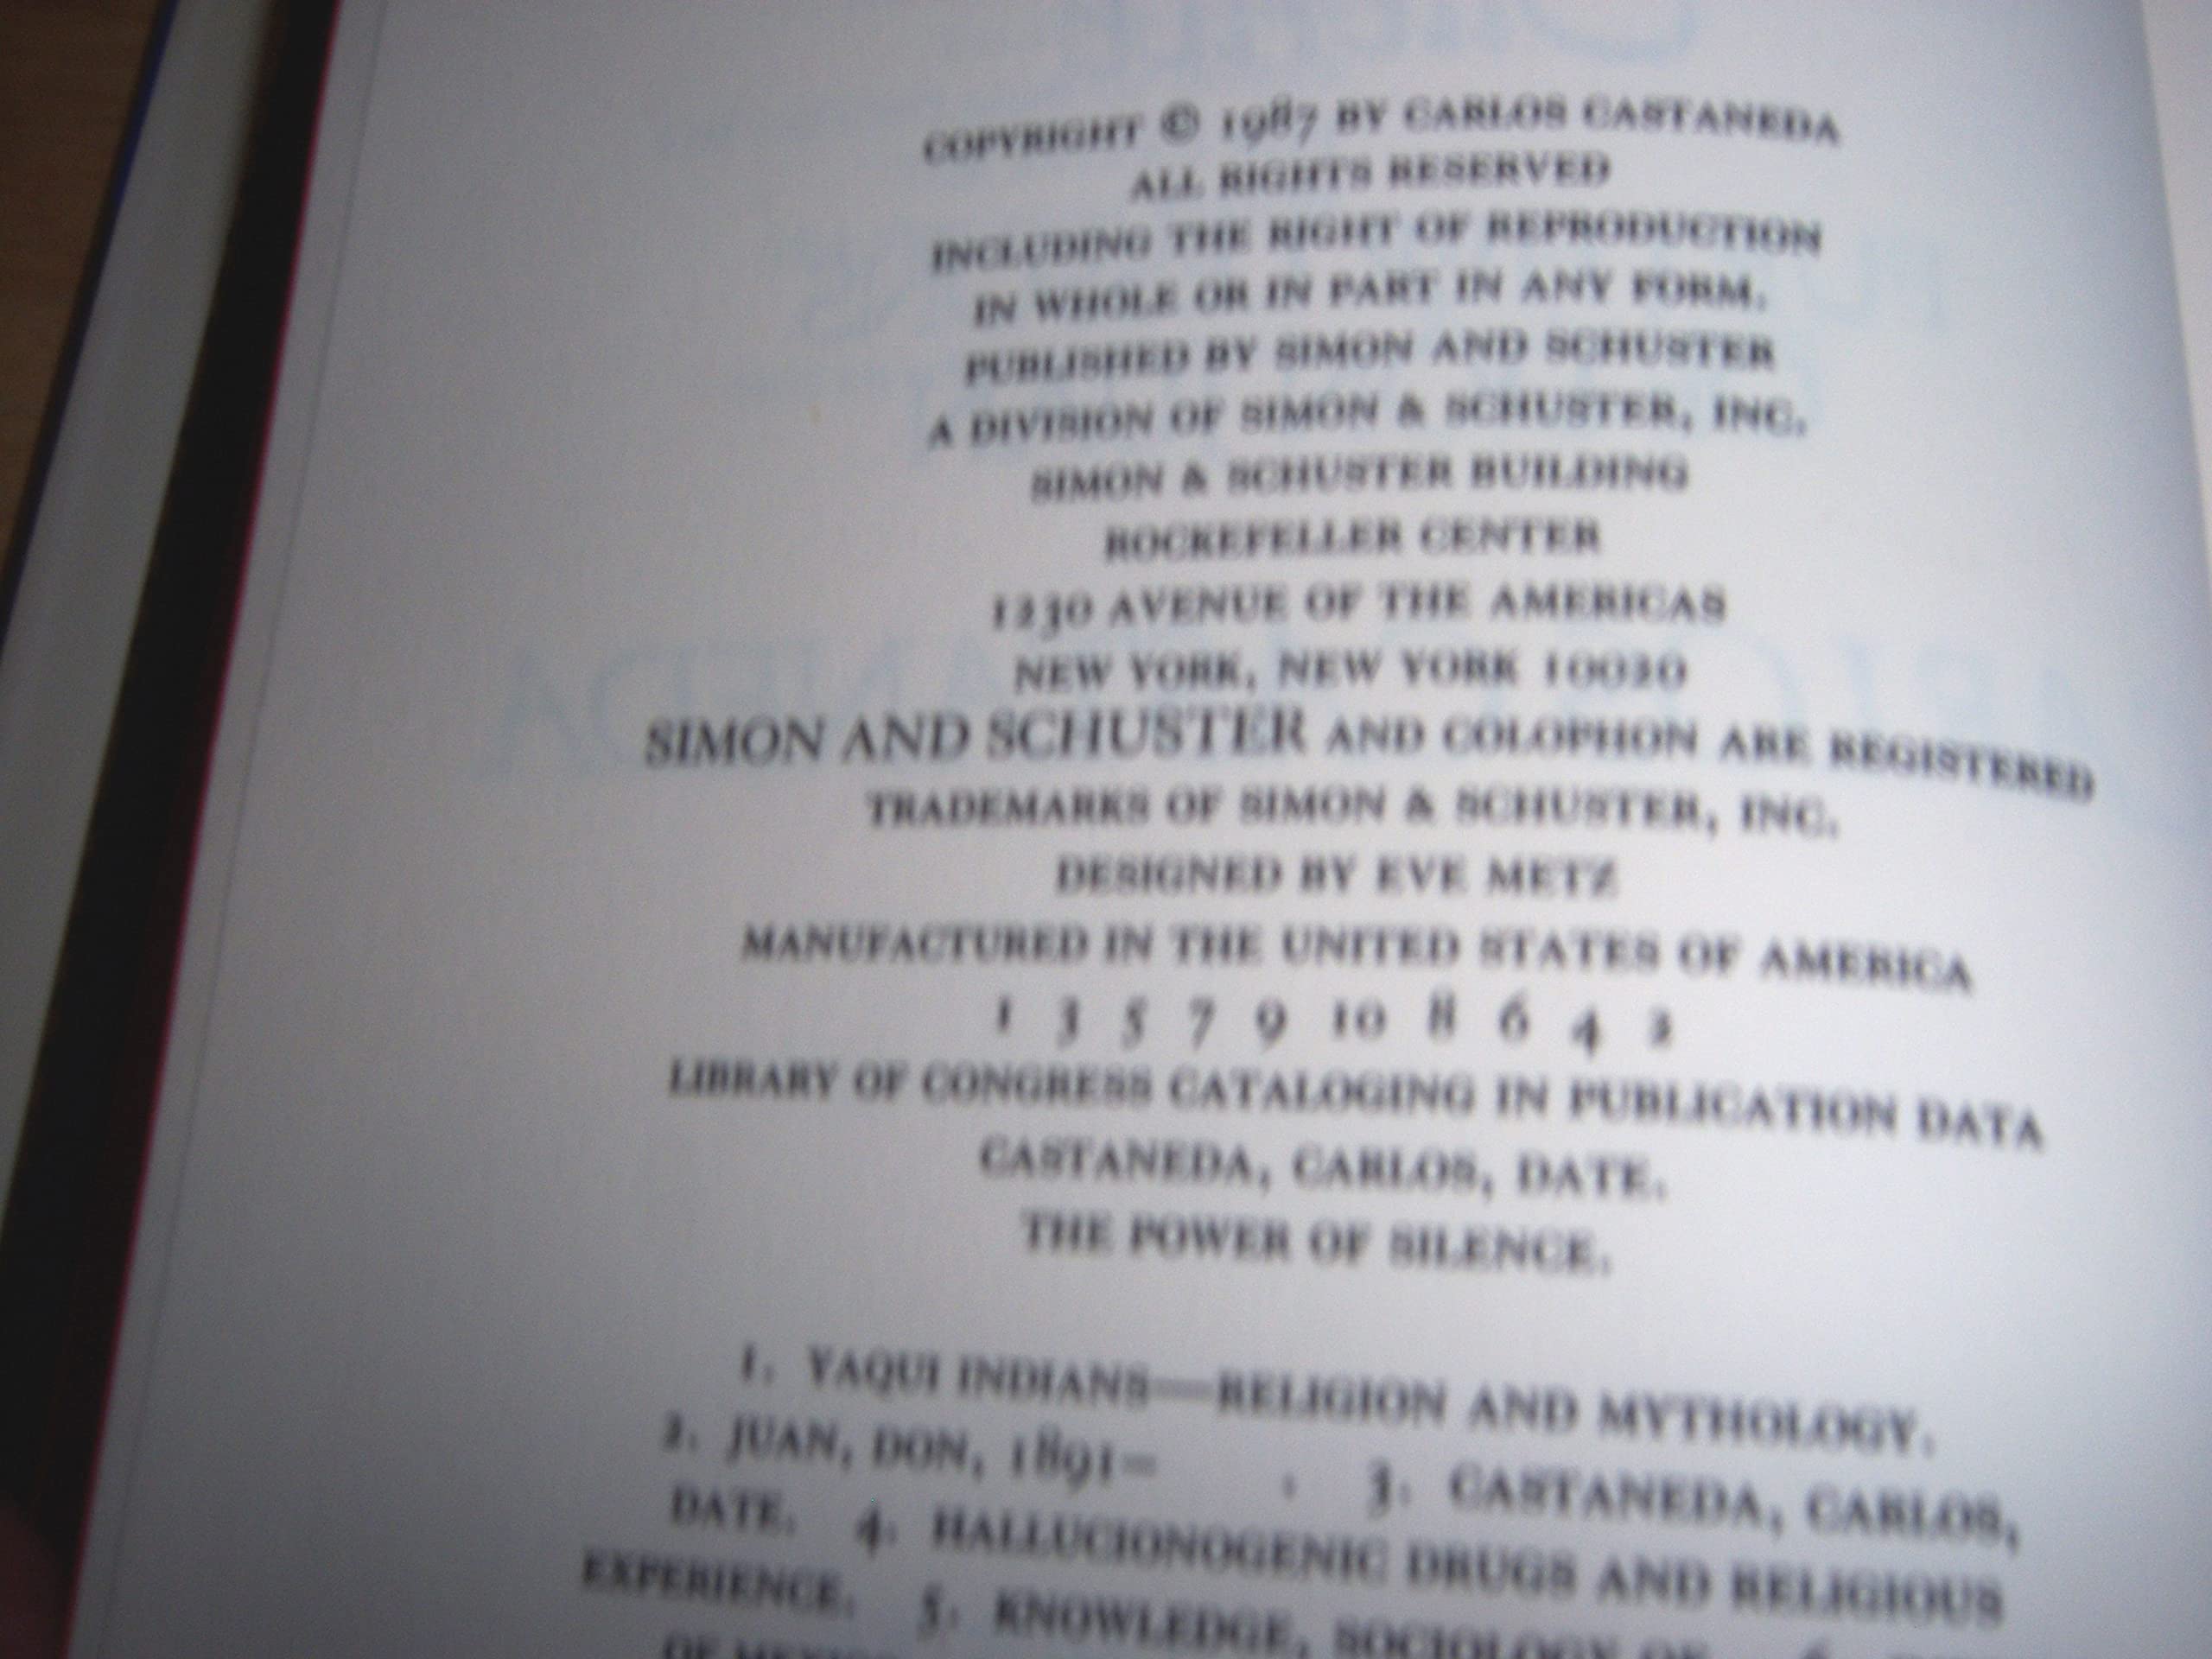 COPYRIGHT © 1987 BY CARLOS CASTANEDA
ALL RIGHTS RESERVED
INCLUDING THE RIGHT OF REPRODUCTION
IN WHOLE OR IN PART IN ANY FORM.
PUBLISHED BY SIMON AND SCHUSTER
A DIVISION OF SIMON & SCHUSTER, INC.
SIMON & SCHUSTER BUILDING
ROCKEFELLER CENTER
1230 AVENUE OF THE AMERICAS
NEW YORK, NEW YORK 10020
SIMON AND SCHUSTER AND COLOPHON ARE REGISTERED
TRADEMARKS OF SIMON & SCHUSTER, INC.
DESIGNED BY EVE METZ
MANUFACTURED IN THE UNITED STATES OF AMERICA
1 3 5 7 9 10 8 6 4 2
LIBRARY OF CONGRESS CATALOGING IN PUBLICATION DATA
CASTANEDA, CARLOS, DATE.
THE POWER OF SILENCE.
1. YAQUI INDIANS—RELIGION AND MYTHOLOGY.
2. JUAN, DON, 1891– . 3. CASTANEDA, CARLOS,
DATE. 4. HALLUCIONOGENIC DRUGS AND RELIGIOUS
EXPERIENCE. 5. KNOWLEDGE, SOCIOLOGY OF. 6.
OF MEXICO